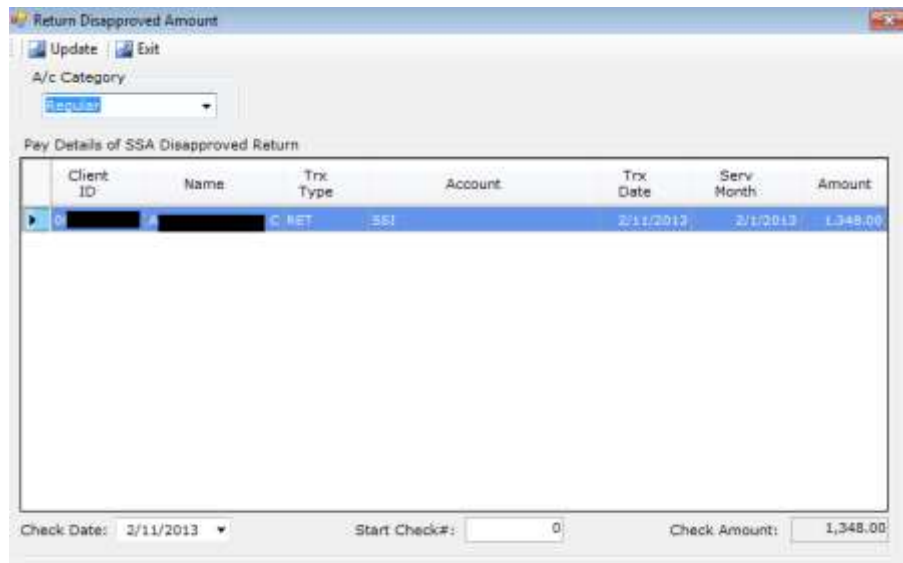 Return Disapproved Amount
Update Exit
A/c Category
Regular
Pay Details of SSA Disapproved Return
Client ID Name Trx Type Account Trx Date Serv Month Amount
0 A C RET SSI 2/11/2013 2/1/2013 1,348.00
Check Date: 2/11/2013 Start Check#: 0 Check Amount: 1,348.00